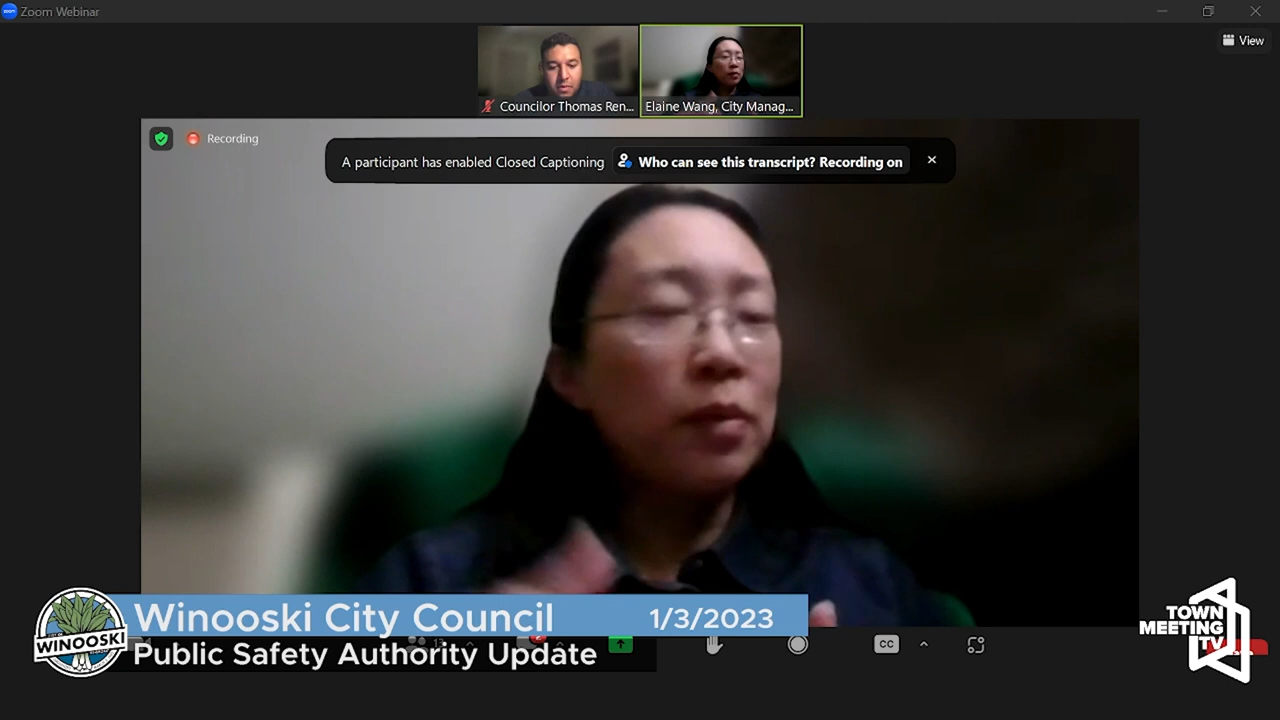 zoom
Zoom Webinar
View
Councilor Thomas Ren...
Elaine Wang, City Manag...
Recording
A participant has enabled Closed Captioning
Who can see this transcript? Recording on
Winooski City Council
1/3/2023
Public Safety Authority Update
WINOOSKI
CC
TOWN
MEETING
TV